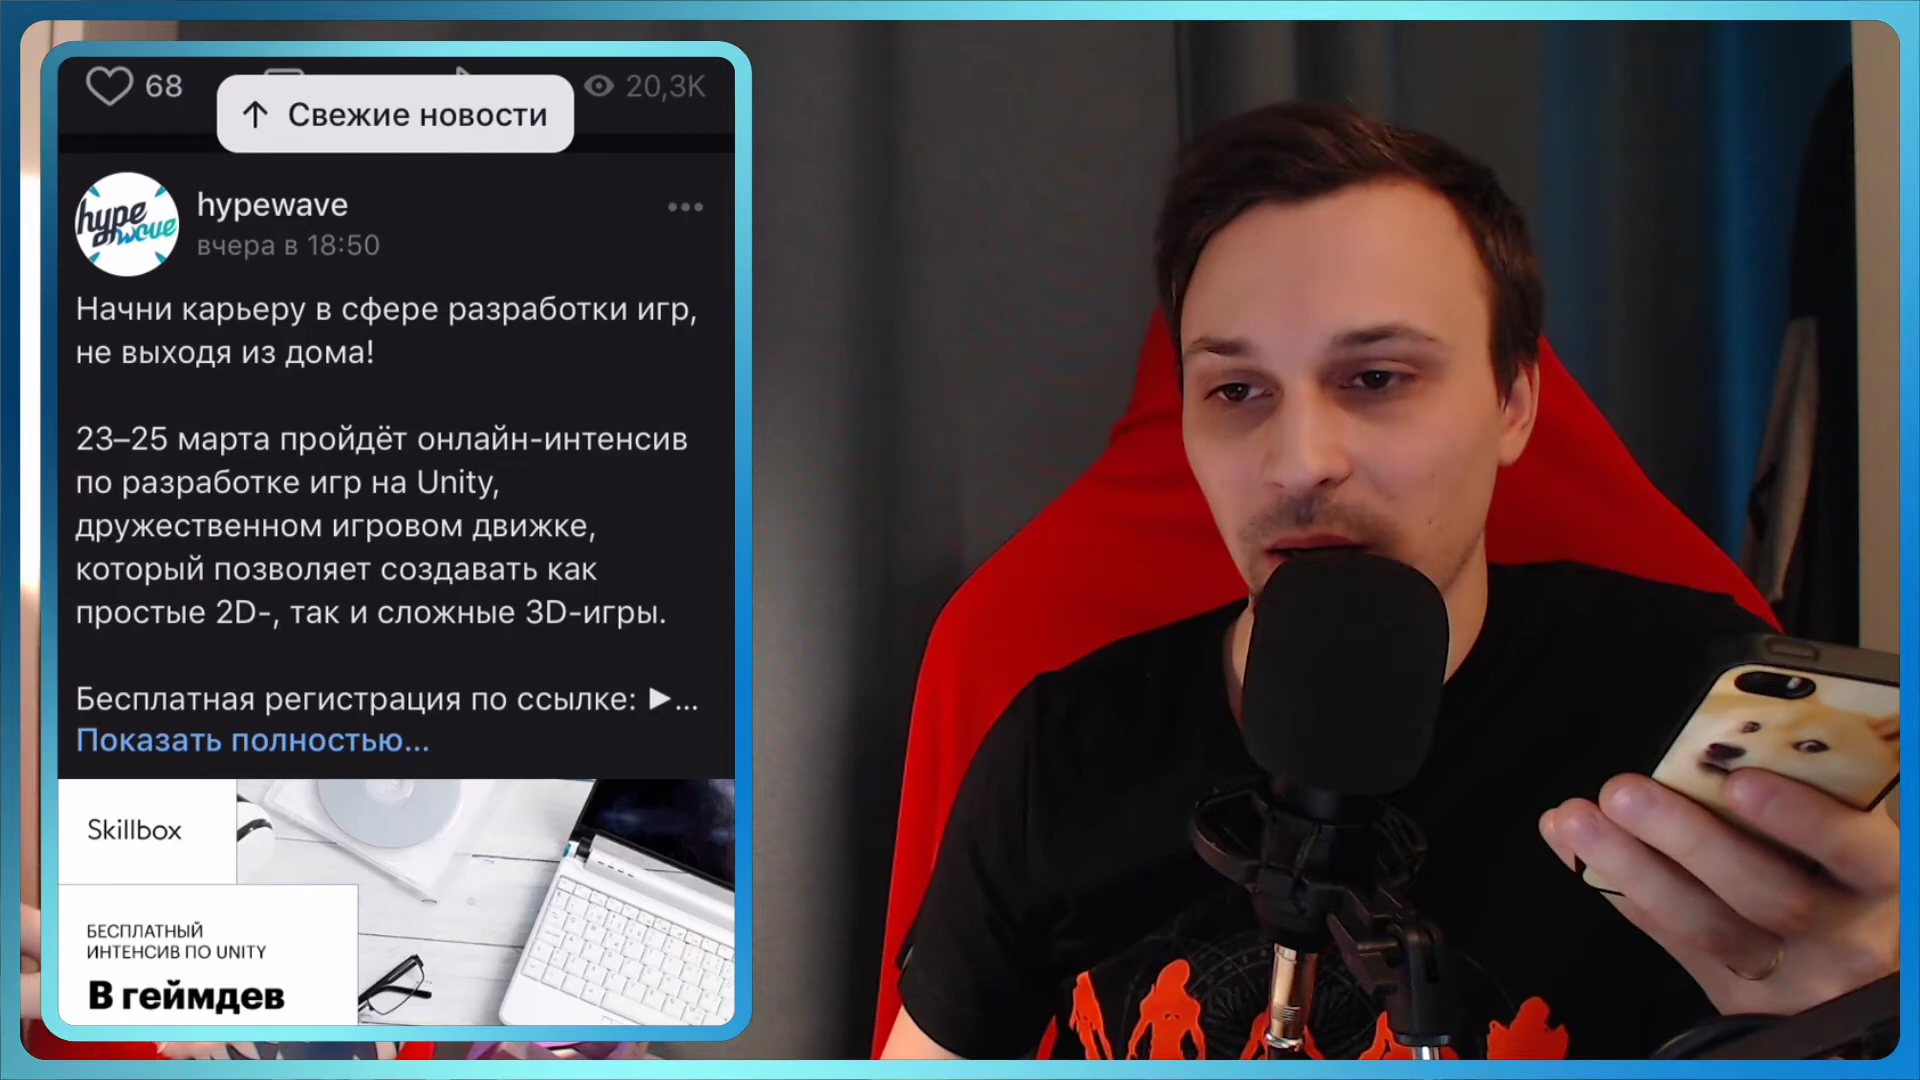 68
20,3K
↑ Свежие новости
hype wave
hypewave
вчера в 18:50
Начни карьеру в сфере разработки игр,
не выходя из дома!
23–25 марта пройдёт онлайн-интенсив
по разработке игр на Unity,
дружественном игровом движке,
который позволяет создавать как
простые 2D-, так и сложные 3D-игры.
Бесплатная регистрация по ссылке: ►...
Показать полностью...
Skillbox
БЕСПЛАТНЫЙ
ИНТЕНСИВ ПО UNITY
В геймдев